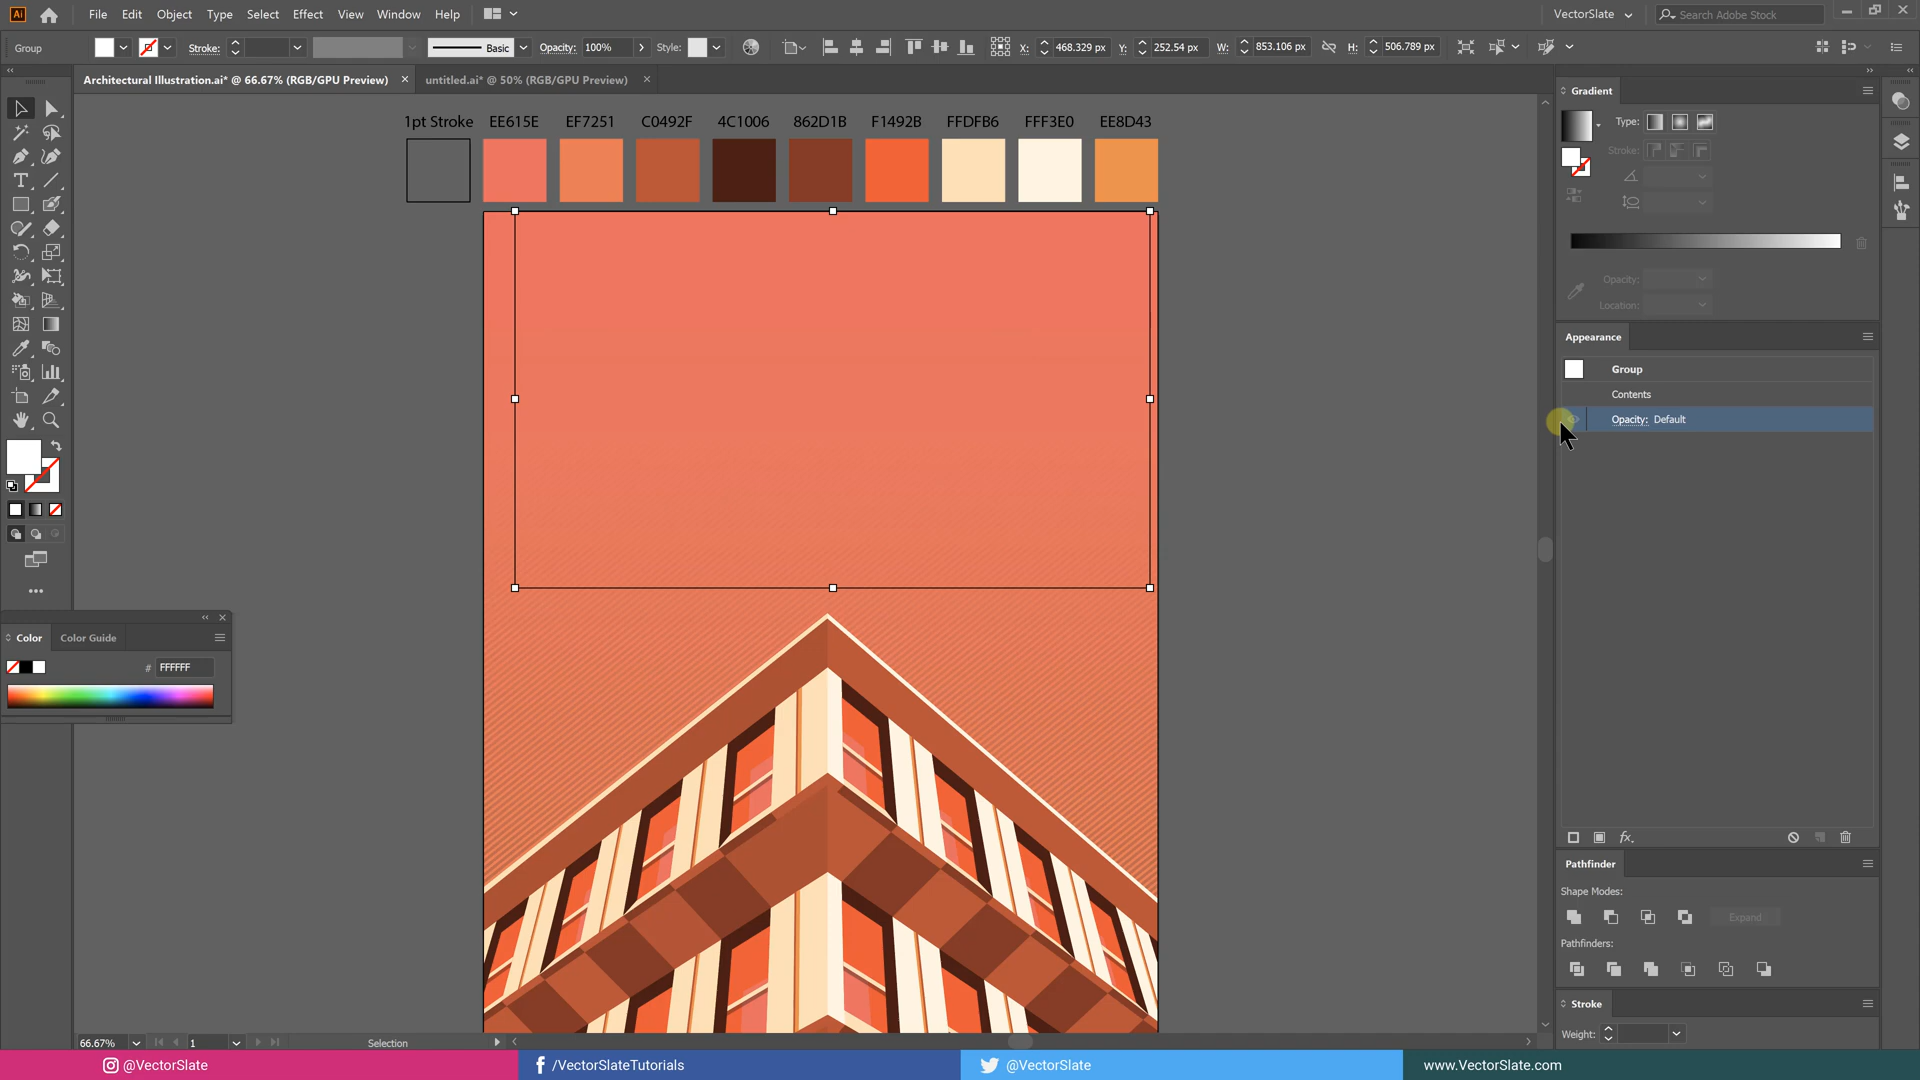 Ai File Edit Object Type Select Effect View Window Help VectorSlate Search Adobe Stock
Group Stroke: Basic Opacity: 100% Style: X: 468.329 px Y: 252.54 px W: 853.106 px H: 506.789 px
Architectural Illustration.ai* @ 66.67% (RGB/GPU Preview) × untitled.ai* @ 50% (RGB/GPU Preview) ×
1pt Stroke EE615E EF7251 C0492F 4C1006 862D1B F1492B FFDFB6 FFF3E0 EE8D43
Gradient
Type:
Stroke:
Opacity:
Location:
Appearance
Group
Contents
Opacity: Default
fx.
Color Color Guide
# FFFFFF
Pathfinder
Shape Modes:
Expand
Pathfinders:
Stroke
Weight:
66.67% 1 Selection
@VectorSlate /VectorSlateTutorials @VectorSlate www.VectorSlate.com